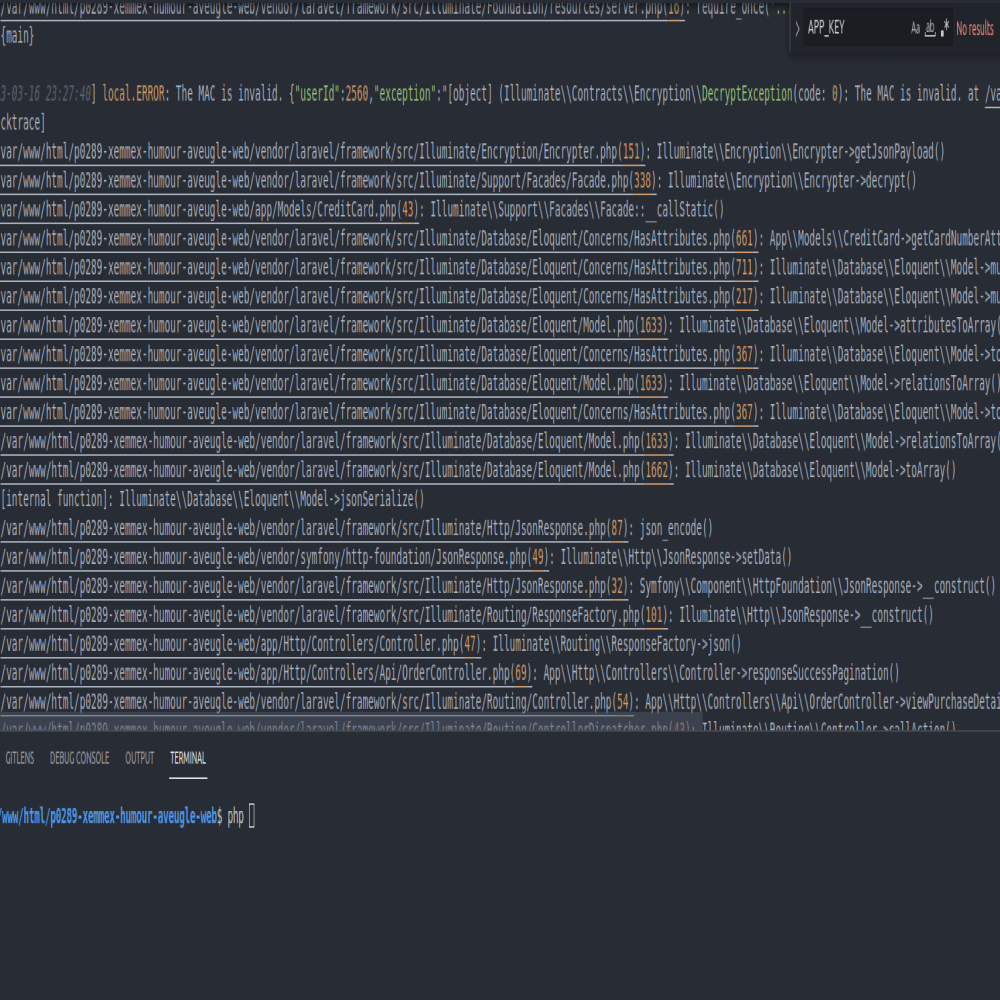 /var/www/html/p0289-xemmex-humour-aveugle-web/vendor/laravel/framework/src/Illuminate/Foundation/resources/server.php(16): require_once('..
{main}
APP_KEY
Aa ab .* No results
3-03-16 23:27:40] local.ERROR: The MAC is invalid. {"userId":2560,"exception":"[object] (Illuminate\\Contracts\\Encryption\\DecryptException(code: 0): The MAC is invalid. at /va
cktrace]
var/www/html/p0289-xemmex-humour-aveugle-web/vendor/laravel/framework/src/Illuminate/Encryption/Encrypter.php(151): Illuminate\\Encryption\\Encrypter->getJsonPayload()
var/www/html/p0289-xemmex-humour-aveugle-web/vendor/laravel/framework/src/Illuminate/Support/Facades/Facade.php(338): Illuminate\\Encryption\\Encrypter->decrypt()
var/www/html/p0289-xemmex-humour-aveugle-web/app/Models/CreditCard.php(43): Illuminate\\Support\\Facades\\Facade::__callStatic()
var/www/html/p0289-xemmex-humour-aveugle-web/vendor/laravel/framework/src/Illuminate/Database/Eloquent/Concerns/HasAttributes.php(661): App\\Models\\CreditCard->getCardNumberAtt
var/www/html/p0289-xemmex-humour-aveugle-web/vendor/laravel/framework/src/Illuminate/Database/Eloquent/Concerns/HasAttributes.php(711): Illuminate\\Database\\Eloquent\\Model->mu
var/www/html/p0289-xemmex-humour-aveugle-web/vendor/laravel/framework/src/Illuminate/Database/Eloquent/Concerns/HasAttributes.php(217): Illuminate\\Database\\Eloquent\\Model->mu
var/www/html/p0289-xemmex-humour-aveugle-web/vendor/laravel/framework/src/Illuminate/Database/Eloquent/Model.php(1633): Illuminate\\Database\\Eloquent\\Model->attributesToArray(
var/www/html/p0289-xemmex-humour-aveugle-web/vendor/laravel/framework/src/Illuminate/Database/Eloquent/Concerns/HasAttributes.php(367): Illuminate\\Database\\Eloquent\\Model->to
var/www/html/p0289-xemmex-humour-aveugle-web/vendor/laravel/framework/src/Illuminate/Database/Eloquent/Model.php(1633): Illuminate\\Database\\Eloquent\\Model->relationsToArray()
var/www/html/p0289-xemmex-humour-aveugle-web/vendor/laravel/framework/src/Illuminate/Database/Eloquent/Concerns/HasAttributes.php(367): Illuminate\\Database\\Eloquent\\Model->to
/var/www/html/p0289-xemmex-humour-aveugle-web/vendor/laravel/framework/src/Illuminate/Database/Eloquent/Model.php(1633): Illuminate\\Database\\Eloquent\\Model->relationsToArray(
/var/www/html/p0289-xemmex-humour-aveugle-web/vendor/laravel/framework/src/Illuminate/Database/Eloquent/Model.php(1662): Illuminate\\Database\\Eloquent\\Model->toArray()
[internal function]: Illuminate\\Database\\Eloquent\\Model->jsonSerialize()
/var/www/html/p0289-xemmex-humour-aveugle-web/vendor/laravel/framework/src/Illuminate/Http/JsonResponse.php(87): json_encode()
/var/www/html/p0289-xemmex-humour-aveugle-web/vendor/symfony/http-foundation/JsonResponse.php(49): Illuminate\\Http\\JsonResponse->setData()
/var/www/html/p0289-xemmex-humour-aveugle-web/vendor/laravel/framework/src/Illuminate/Http/JsonResponse.php(32): Symfony\\Component\\HttpFoundation\\JsonResponse->__construct()
/var/www/html/p0289-xemmex-humour-aveugle-web/vendor/laravel/framework/src/Illuminate/Routing/ResponseFactory.php(101): Illuminate\\Http\\JsonResponse->__construct()
/var/www/html/p0289-xemmex-humour-aveugle-web/app/Http/Controllers/Controller.php(47): Illuminate\\Routing\\ResponseFactory->json()
/var/www/html/p0289-xemmex-humour-aveugle-web/app/Http/Controllers/Api/OrderController.php(69): App\\Http\\Controllers\\Controller->responseSuccessPagination()
/var/www/html/p0289-xemmex-humour-aveugle-web/vendor/laravel/framework/src/Illuminate/Routing/Controller.php(54): App\\Http\\Controllers\\Api\\OrderController->viewPurchaseDetai
/var/www/html/p0289-xemmex-humour-aveugle-web/vendor/laravel/framework/src/Illuminate/Routing/ControllerDispatcher.php(43): Illuminate\\Routing\\Controller->callAction()
GITLENS DEBUG CONSOLE OUTPUT TERMINAL
/www/html/p0289-xemmex-humour-aveugle-web$ php